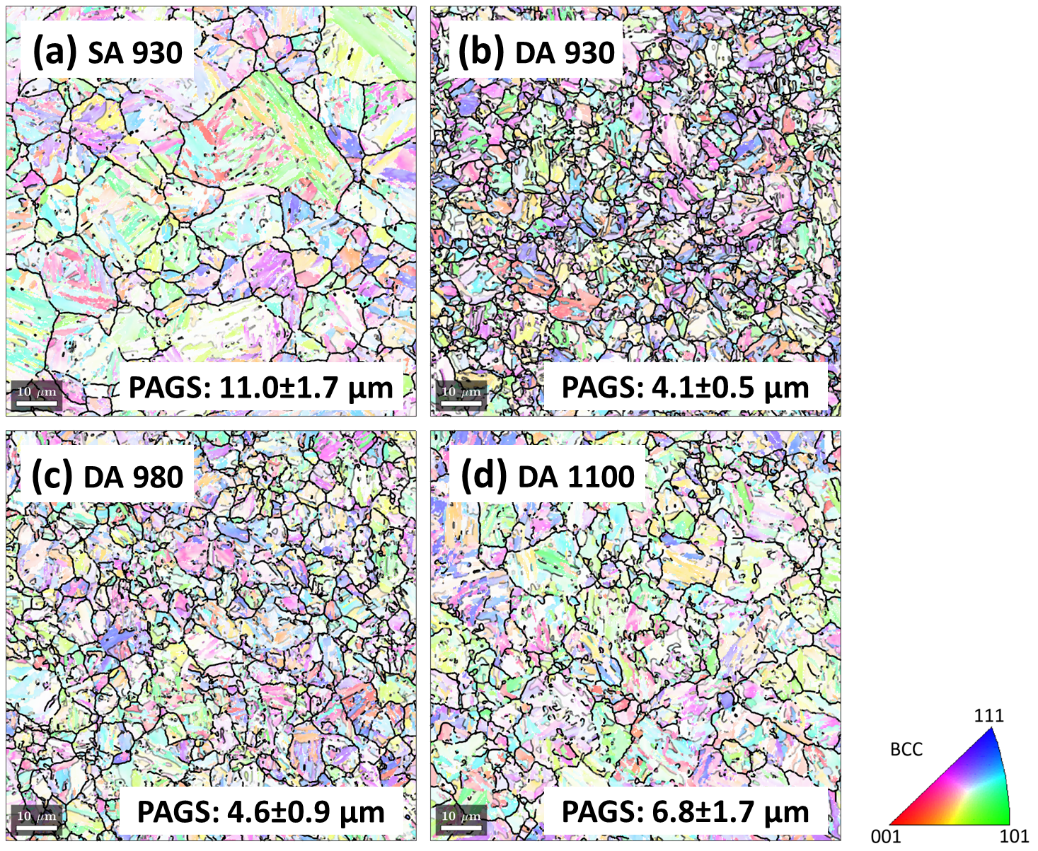 (a) SA 930
10 μm
PAGS: 11.0±1.7 μm
(b) DA 930
10 μm
PAGS: 4.1±0.5 μm
(c) DA 980
10 μm
PAGS: 4.6±0.9 μm
(d) DA 1100
10 μm
PAGS: 6.8±1.7 μm
111
BCC
001
101